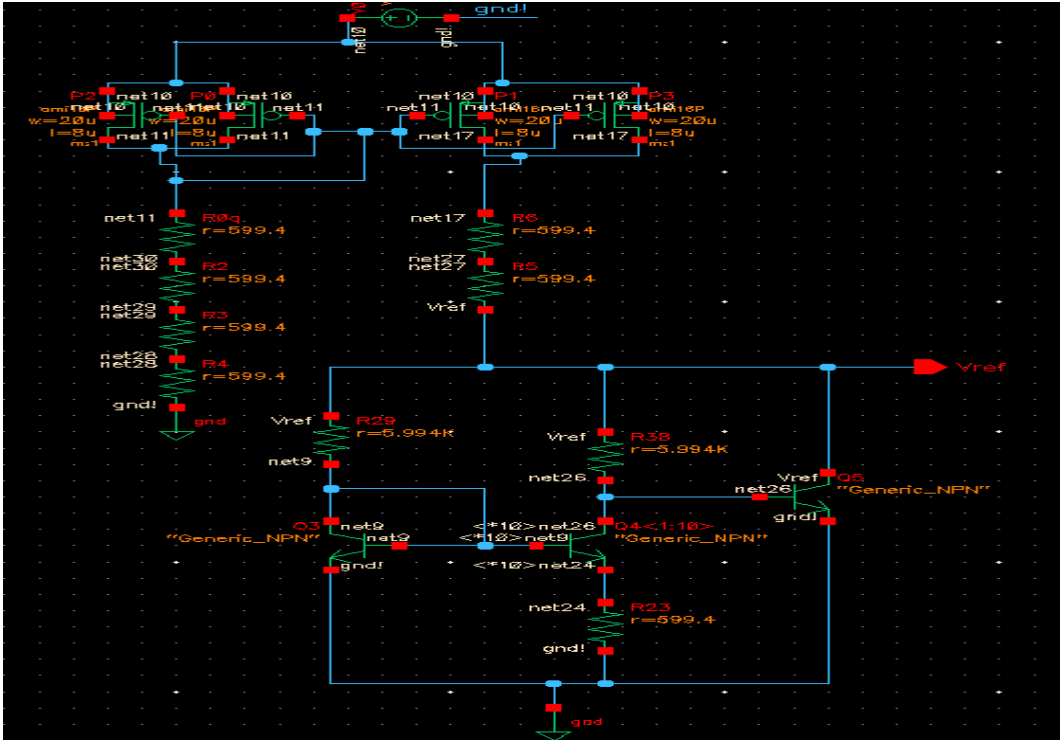 V0
gnd!
net10
gnd!
P2
net10
P0
net10
net10
P1
net10
P3
net10
net11
net11
net11
net10
net11
net10
w=20u
w=20u
w=20u
w=20u
l=8u
l=8u
l=8u
l=8u
net11
net11
net17
net17
m:1
m:1
m:1
m:1
net11
R0q
r=599.4
net17
R6
r=599.4
net30
net30
R2
r=599.4
net27
net27
R5
r=599.4
net29
net29
R3
r=599.4
Vref
net28
net28
R4
r=599.4
gnd!
gnd
Vref
Vref
R29
r=5.994K
net9
Vref
R38
r=5.994K
net26
Vref
Q5
net26
"Generic_NPN"
gnd!
Q3
net9
"Generic_NPN"
net9
gnd!
<*10>net26
Q4<1:10>
<*10>net9
"Generic_NPN"
<*10>net24
net24
R23
r=599.4
gnd!
gnd